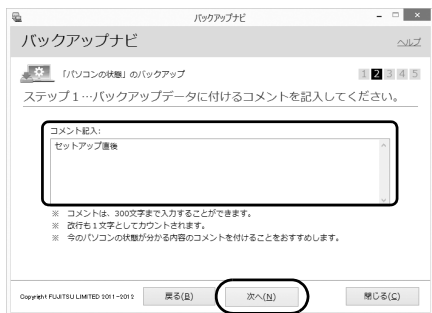 バックアップナビ
バックアップナビ
ヘルプ
「パソコンの状態」のバックアップ
1 2 3 4 5
ステップ1…バックアップデータに付けるコメントを記入してください。
コメント記入:
セットアップ直後
※ コメントは、300文字まで入力することができます。
※ 改行も1文字としてカウントされます。
※ 今のパソコンの状態が分かる内容のコメントを付けることをおすすめします。
Copyright FUJITSU LIMITED 2011-2012
戻る(B)
次へ(N)
閉じる(C)